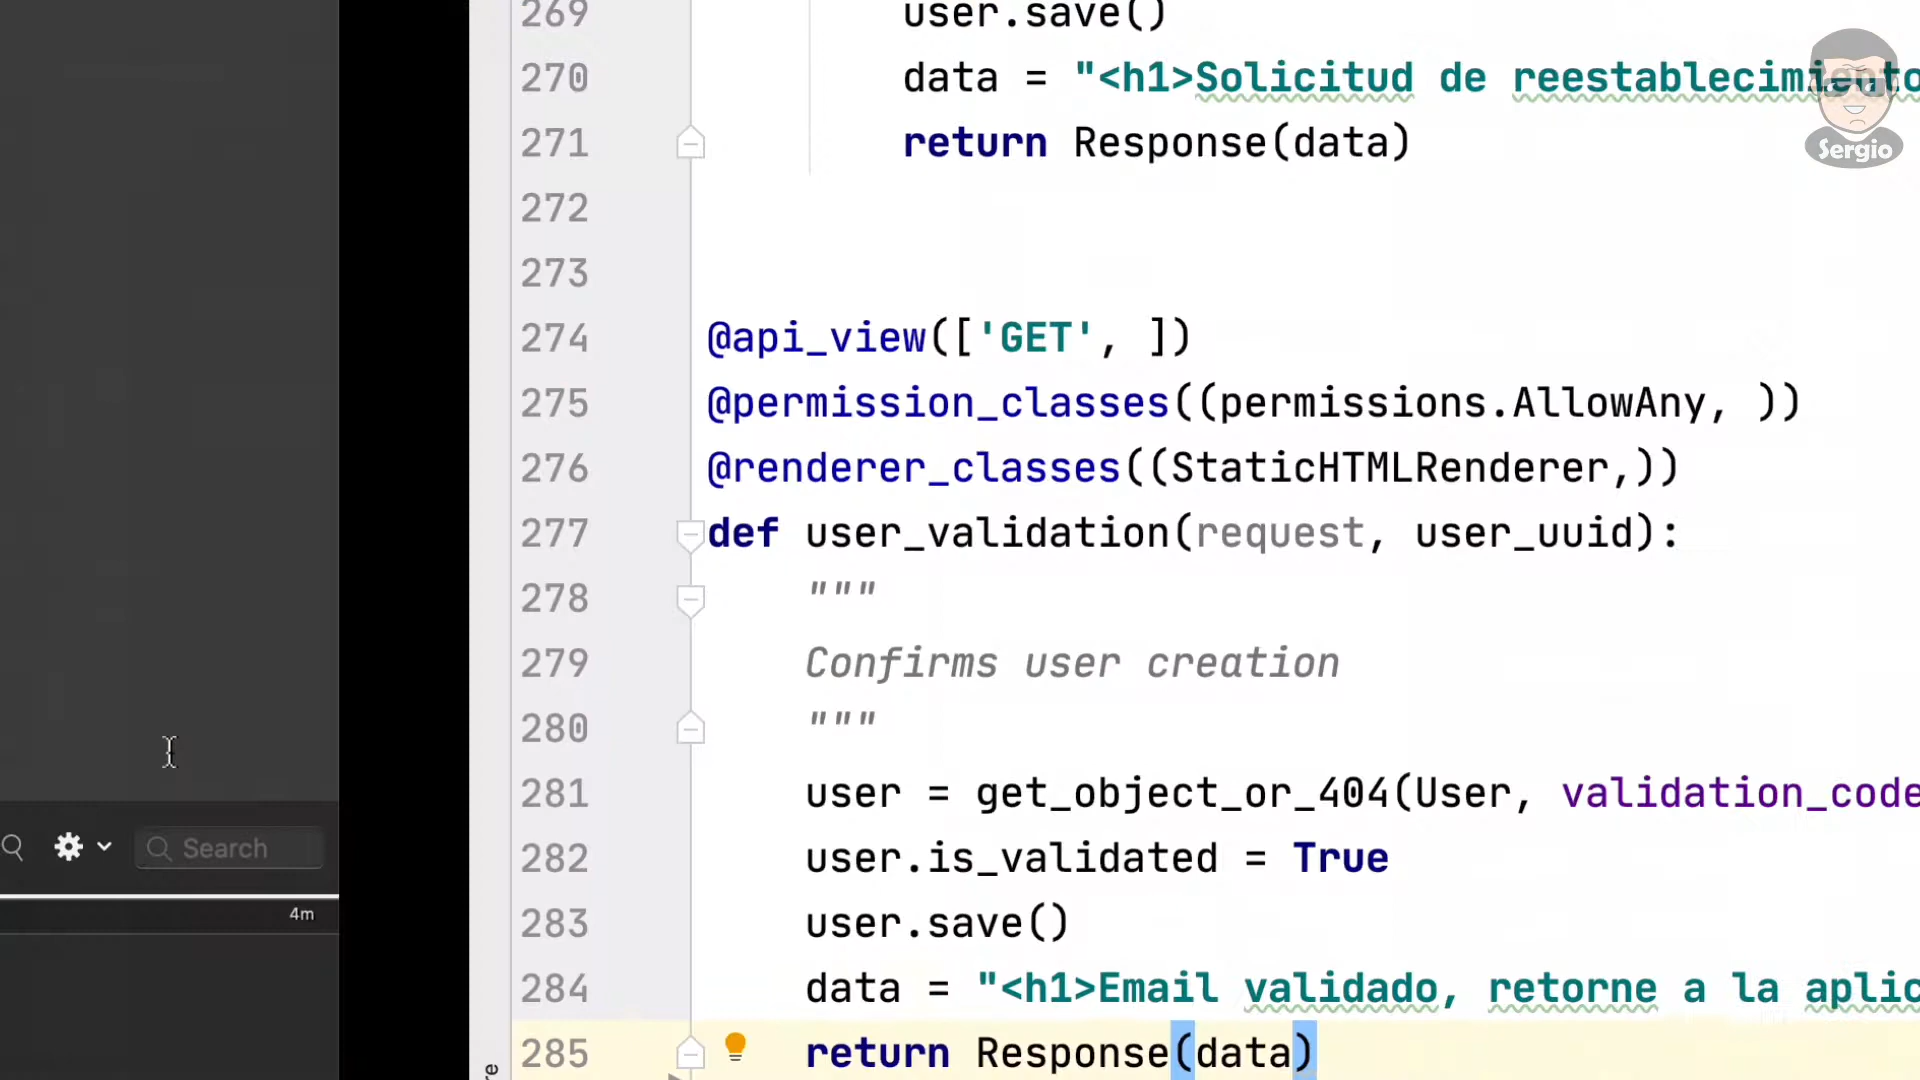 269 user.save()
270 data = "<h1>Solicitud de reestablecimiento
271 return Response(data)
272
273
274 @api_view(['GET', ])
275 @permission_classes((permissions.AllowAny, ))
276 @renderer_classes((StaticHTMLRenderer,))
277 def user_validation(request, user_uuid):
278 """
279 Confirms user creation
280 """
281 user = get_object_or_404(User, validation_code
282 user.is_validated = True
283 user.save()
284 data = "<h1>Email validado, retorne a la aplic
285 return Response(data)
Sergio
Search
4m
re